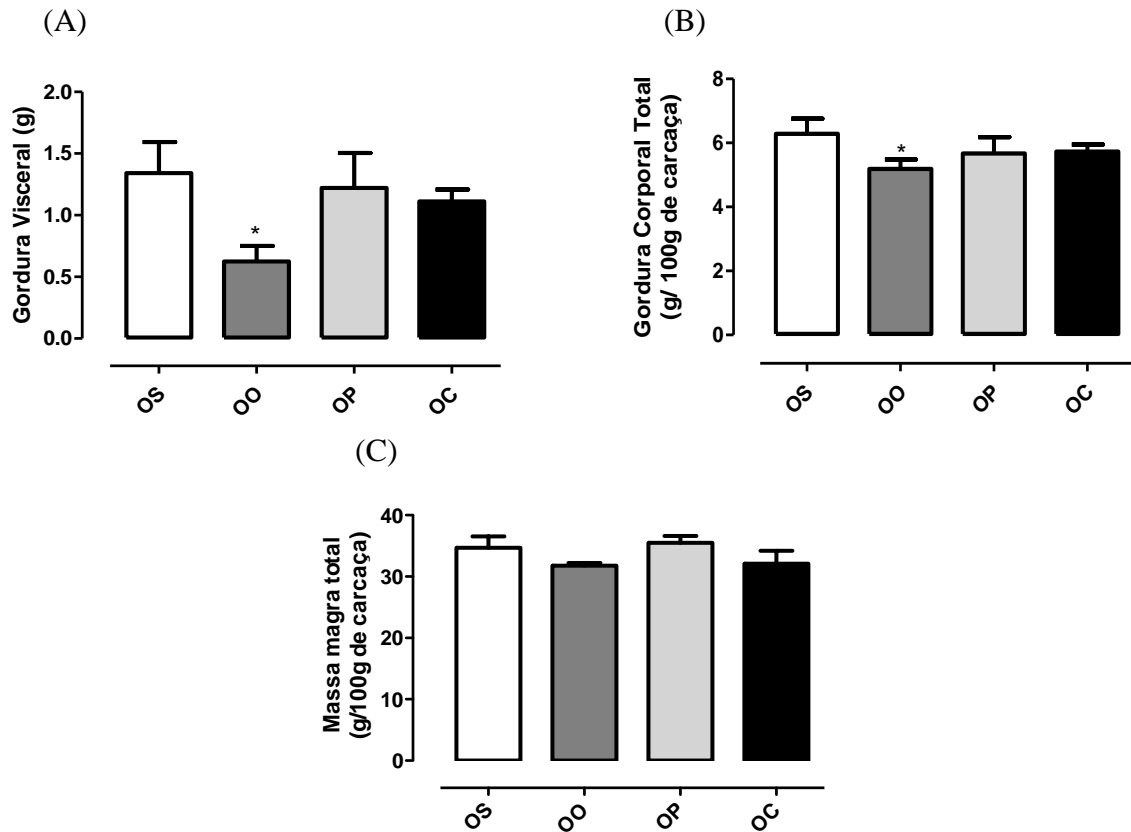 (A)
Gordura Visceral (g)
2.0
1.5
1.0
0.5
0.0
*
OS
OO
OP
OC
(B)
Gordura Corporal Total
(g/ 100g de carcaça)
8
6
4
2
0
*
OS
OO
OP
OC
(C)
Massa magra total
(g/100g de carcaça)
40
30
20
10
0
OS
OO
OP
OC